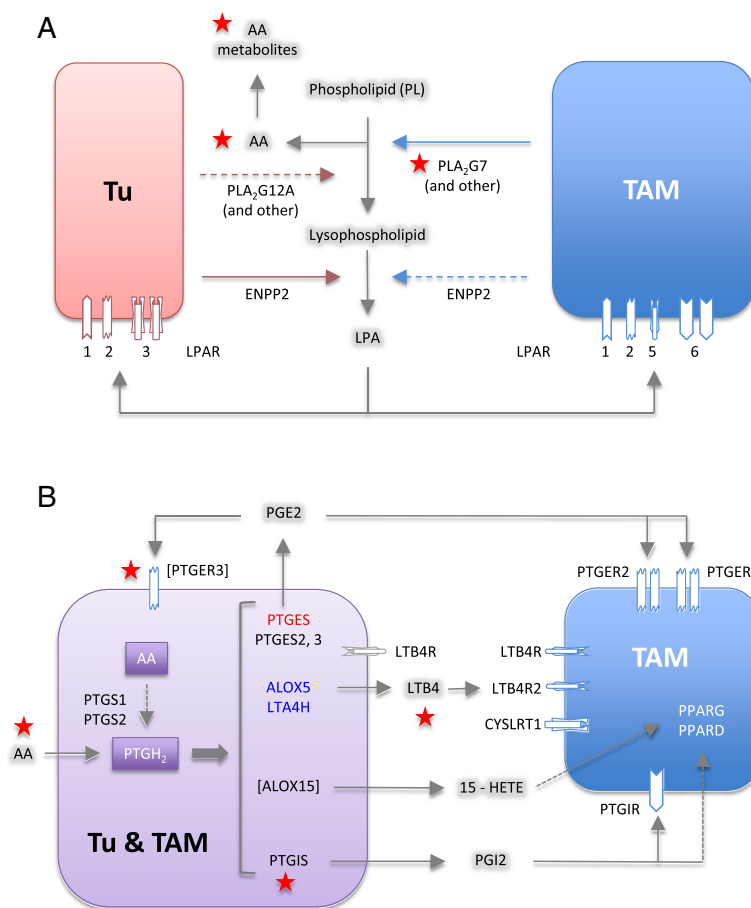 A
AA
metabolites
Phospholipid (PL)
AA
PLA2G7
(and other)
Tu
PLA2G12A
(and other)
TAM
Lysophospholipid
ENPP2
ENPP2
LPA
1 2 3 LPAR
LPAR 1 2 5 6
B
PGE2
[PTGER3]
PTGER2
PTGER
PTGES
PTGES2, 3
LTB4R
LTB4R
TAM
AA
ALOX5
LTA4H
LTB4
LTB4R2
PTGS1
PTGS2
CYSLRT1
PPARG
PPARD
AA
PTGH2
[ALOX15]
15 - HETE
PTGIR
Tu & TAM
PTGIS
PGI2